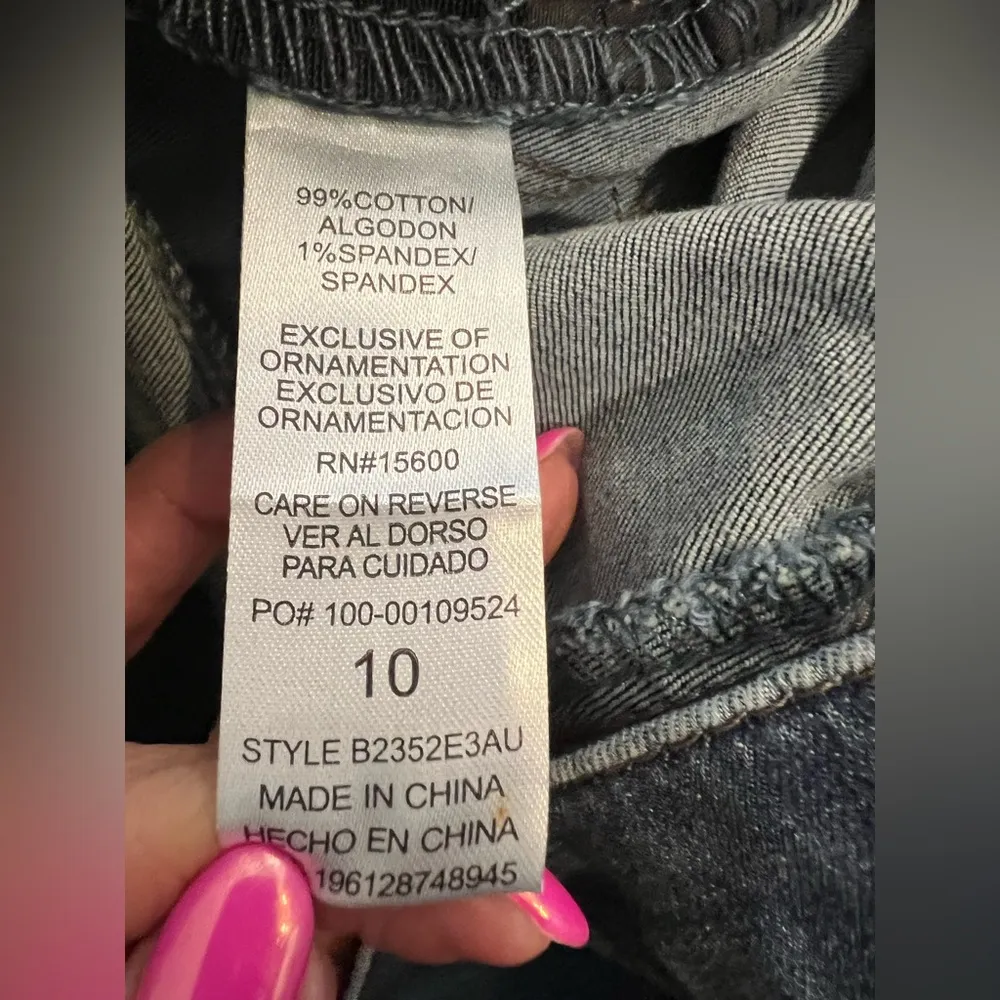 99%COTTON/
ALGODON
1%SPANDEX/
SPANDEX
EXCLUSIVE OF
ORNAMENTATION
EXCLUSIVO DE
ORNAMENTACION
RN#15600
CARE ON REVERSE
VER AL DORSO
PARA CUIDADO
PO# 100-00109524
10
STYLE B2352E3AU
MADE IN CHINA
HECHO EN CHINA
196128748945